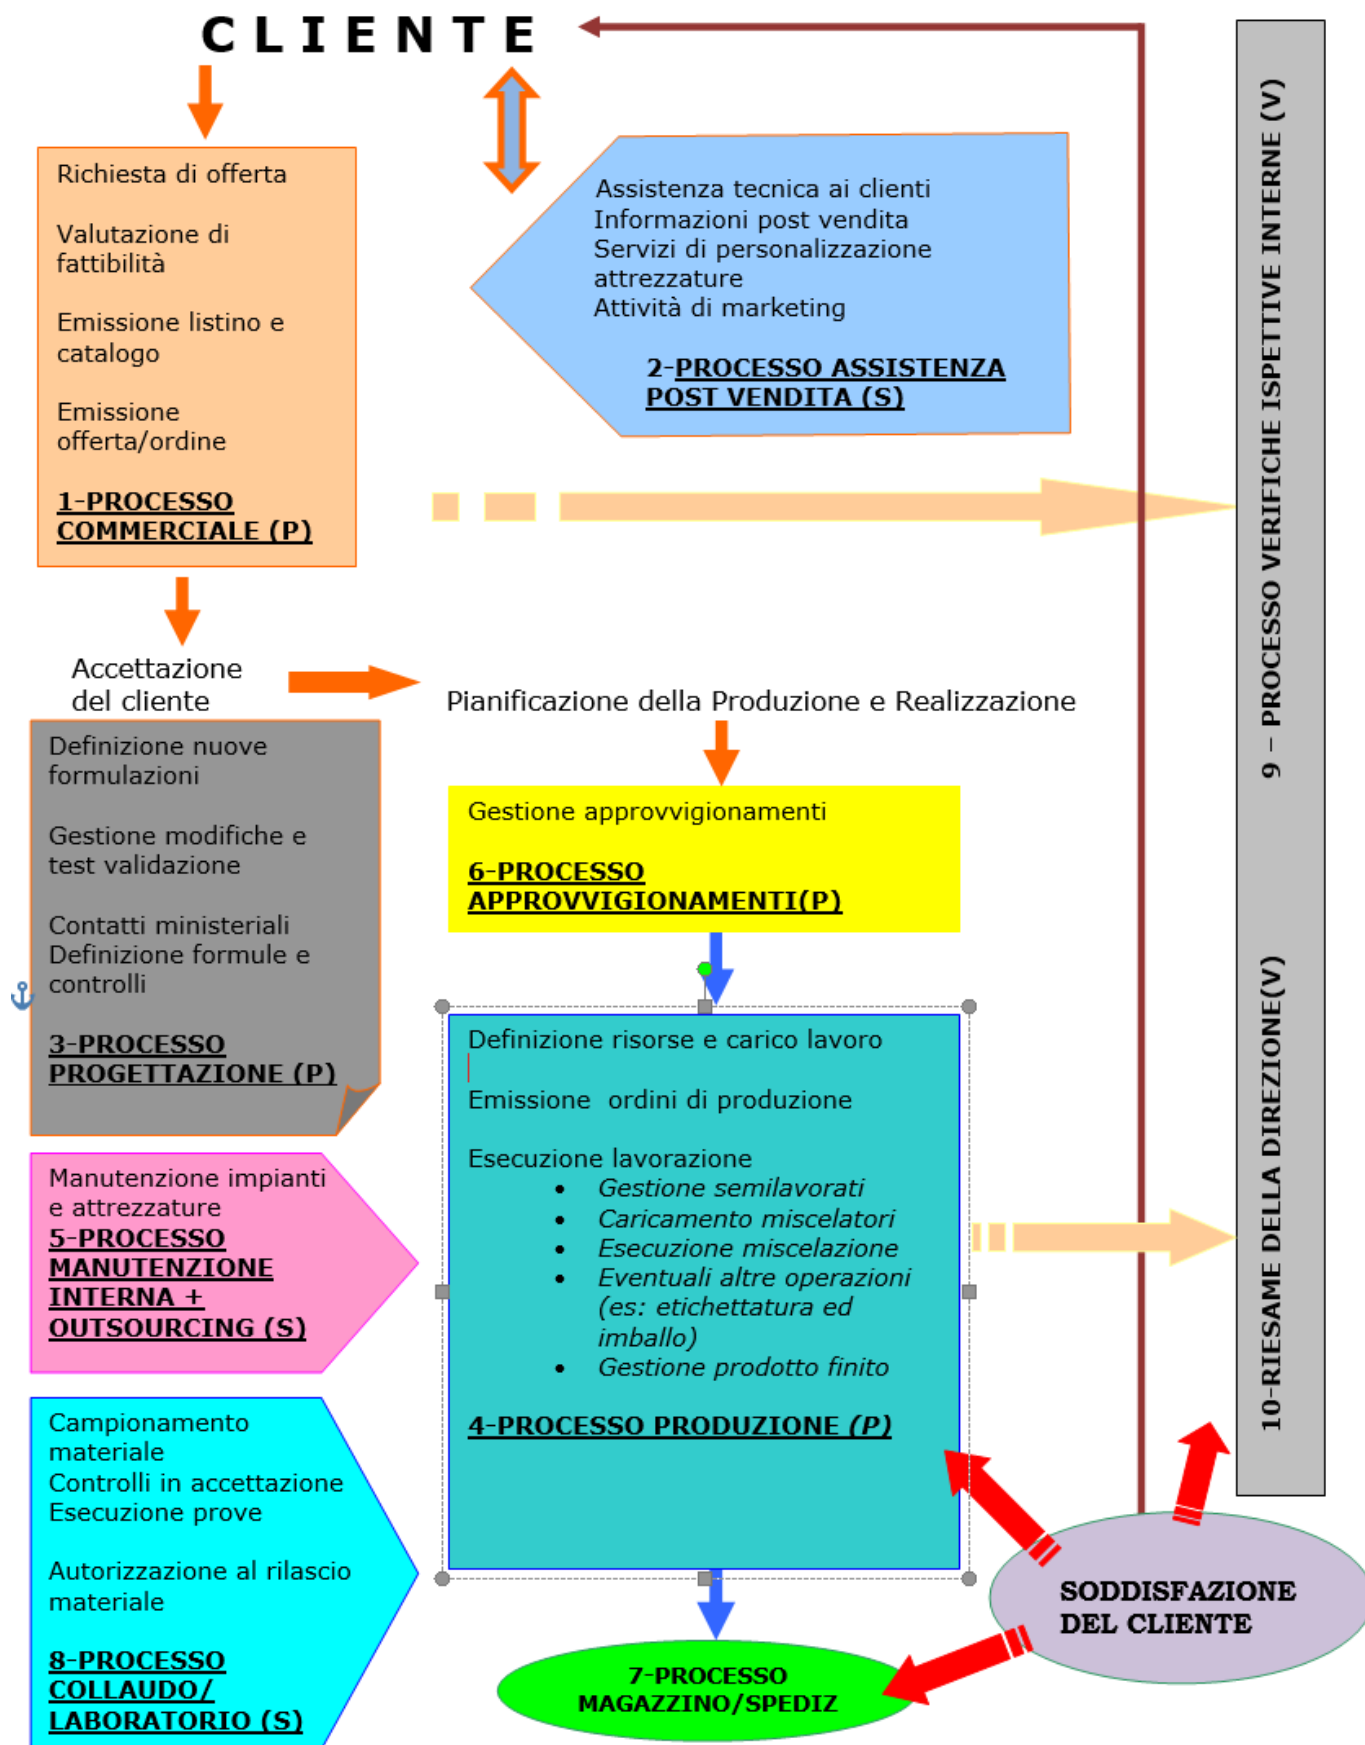 CLIENTE
Richiesta di offerta
Valutazione di
fattibilità
Emissione listino e
catalogo
Emissione
offerta/ordine
1-PROCESSO
COMMERCIALE (P)
Assistenza tecnica ai clienti
Informazioni post vendita
Servizi di personalizzazione
attrezzature
Attività di marketing
2-PROCESSO ASSISTENZA
POST VENDITA (S)
Accettazione
del cliente
Pianificazione della Produzione e Realizzazione
Definizione nuove
formulazioni
Gestione modifiche e
test validazione
Contatti ministeriali
Definizione formule e
controlli
3-PROCESSO
PROGETTAZIONE (P)
Gestione approvvigionamenti
6-PROCESSO
APPROVVIGIONAMENTI(P)
Definizione risorse e carico lavoro
Emissione  ordini di produzione
Esecuzione lavorazione
• Gestione semilavorati
• Caricamento miscelatori
• Esecuzione miscelazione
• Eventuali altre operazioni
(es: etichettatura ed
imballo)
• Gestione prodotto finito
4-PROCESSO PRODUZIONE (P)
Manutenzione impianti
e attrezzature
5-PROCESSO
MANUTENZIONE
INTERNA +
OUTSOURCING (S)
Campionamento
materiale
Controlli in accettazione
Esecuzione prove
Autorizzazione al rilascio
materiale
8-PROCESSO
COLLAUDO/
LABORATORIO (S)
7-PROCESSO
MAGAZZINO/SPEDIZ
SODDISFAZIONE
DEL CLIENTE
9 – PROCESSO VERIFICHE ISPETTIVE INTERNE (V)
10-RIESAME DELLA DIREZIONE(V)